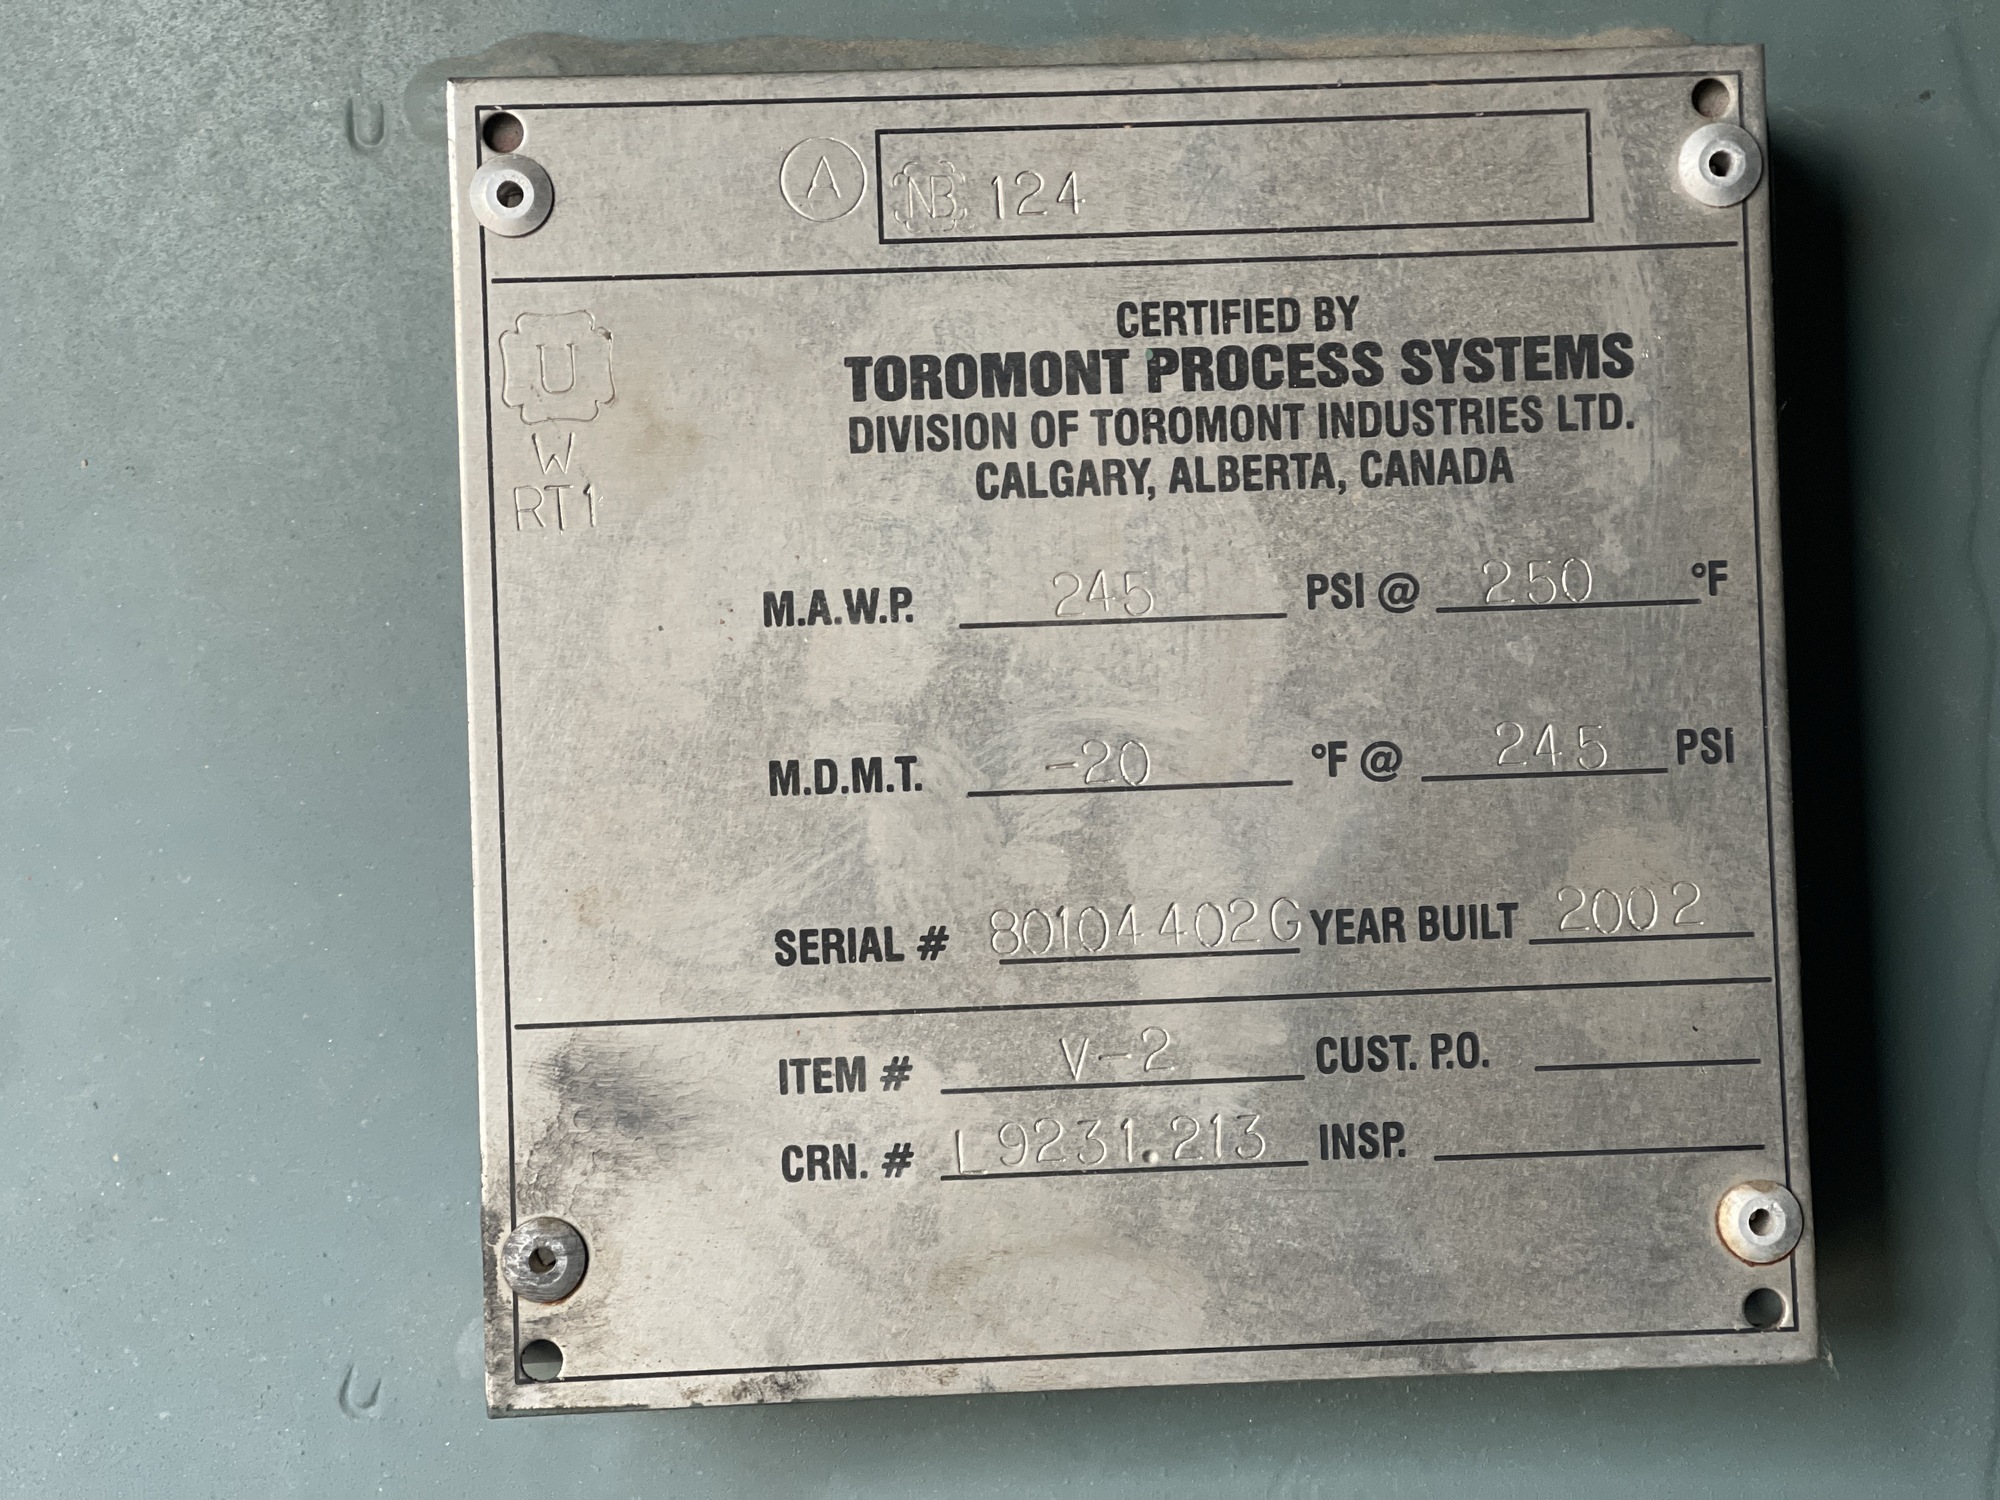 A NB 124
CERTIFIED BY
TOROMONT PROCESS SYSTEMS
DIVISION OF TOROMONT INDUSTRIES LTD.
CALGARY, ALBERTA, CANADA
U
W
RT1
M.A.W.P. 245 PSI @ 250 °F
M.D.M.T. -20 °F @ 245 PSI
SERIAL # 80104402G YEAR BUILT 2002
ITEM # V-2 CUST. P.O.
CRN. # L9231.213 INSP.